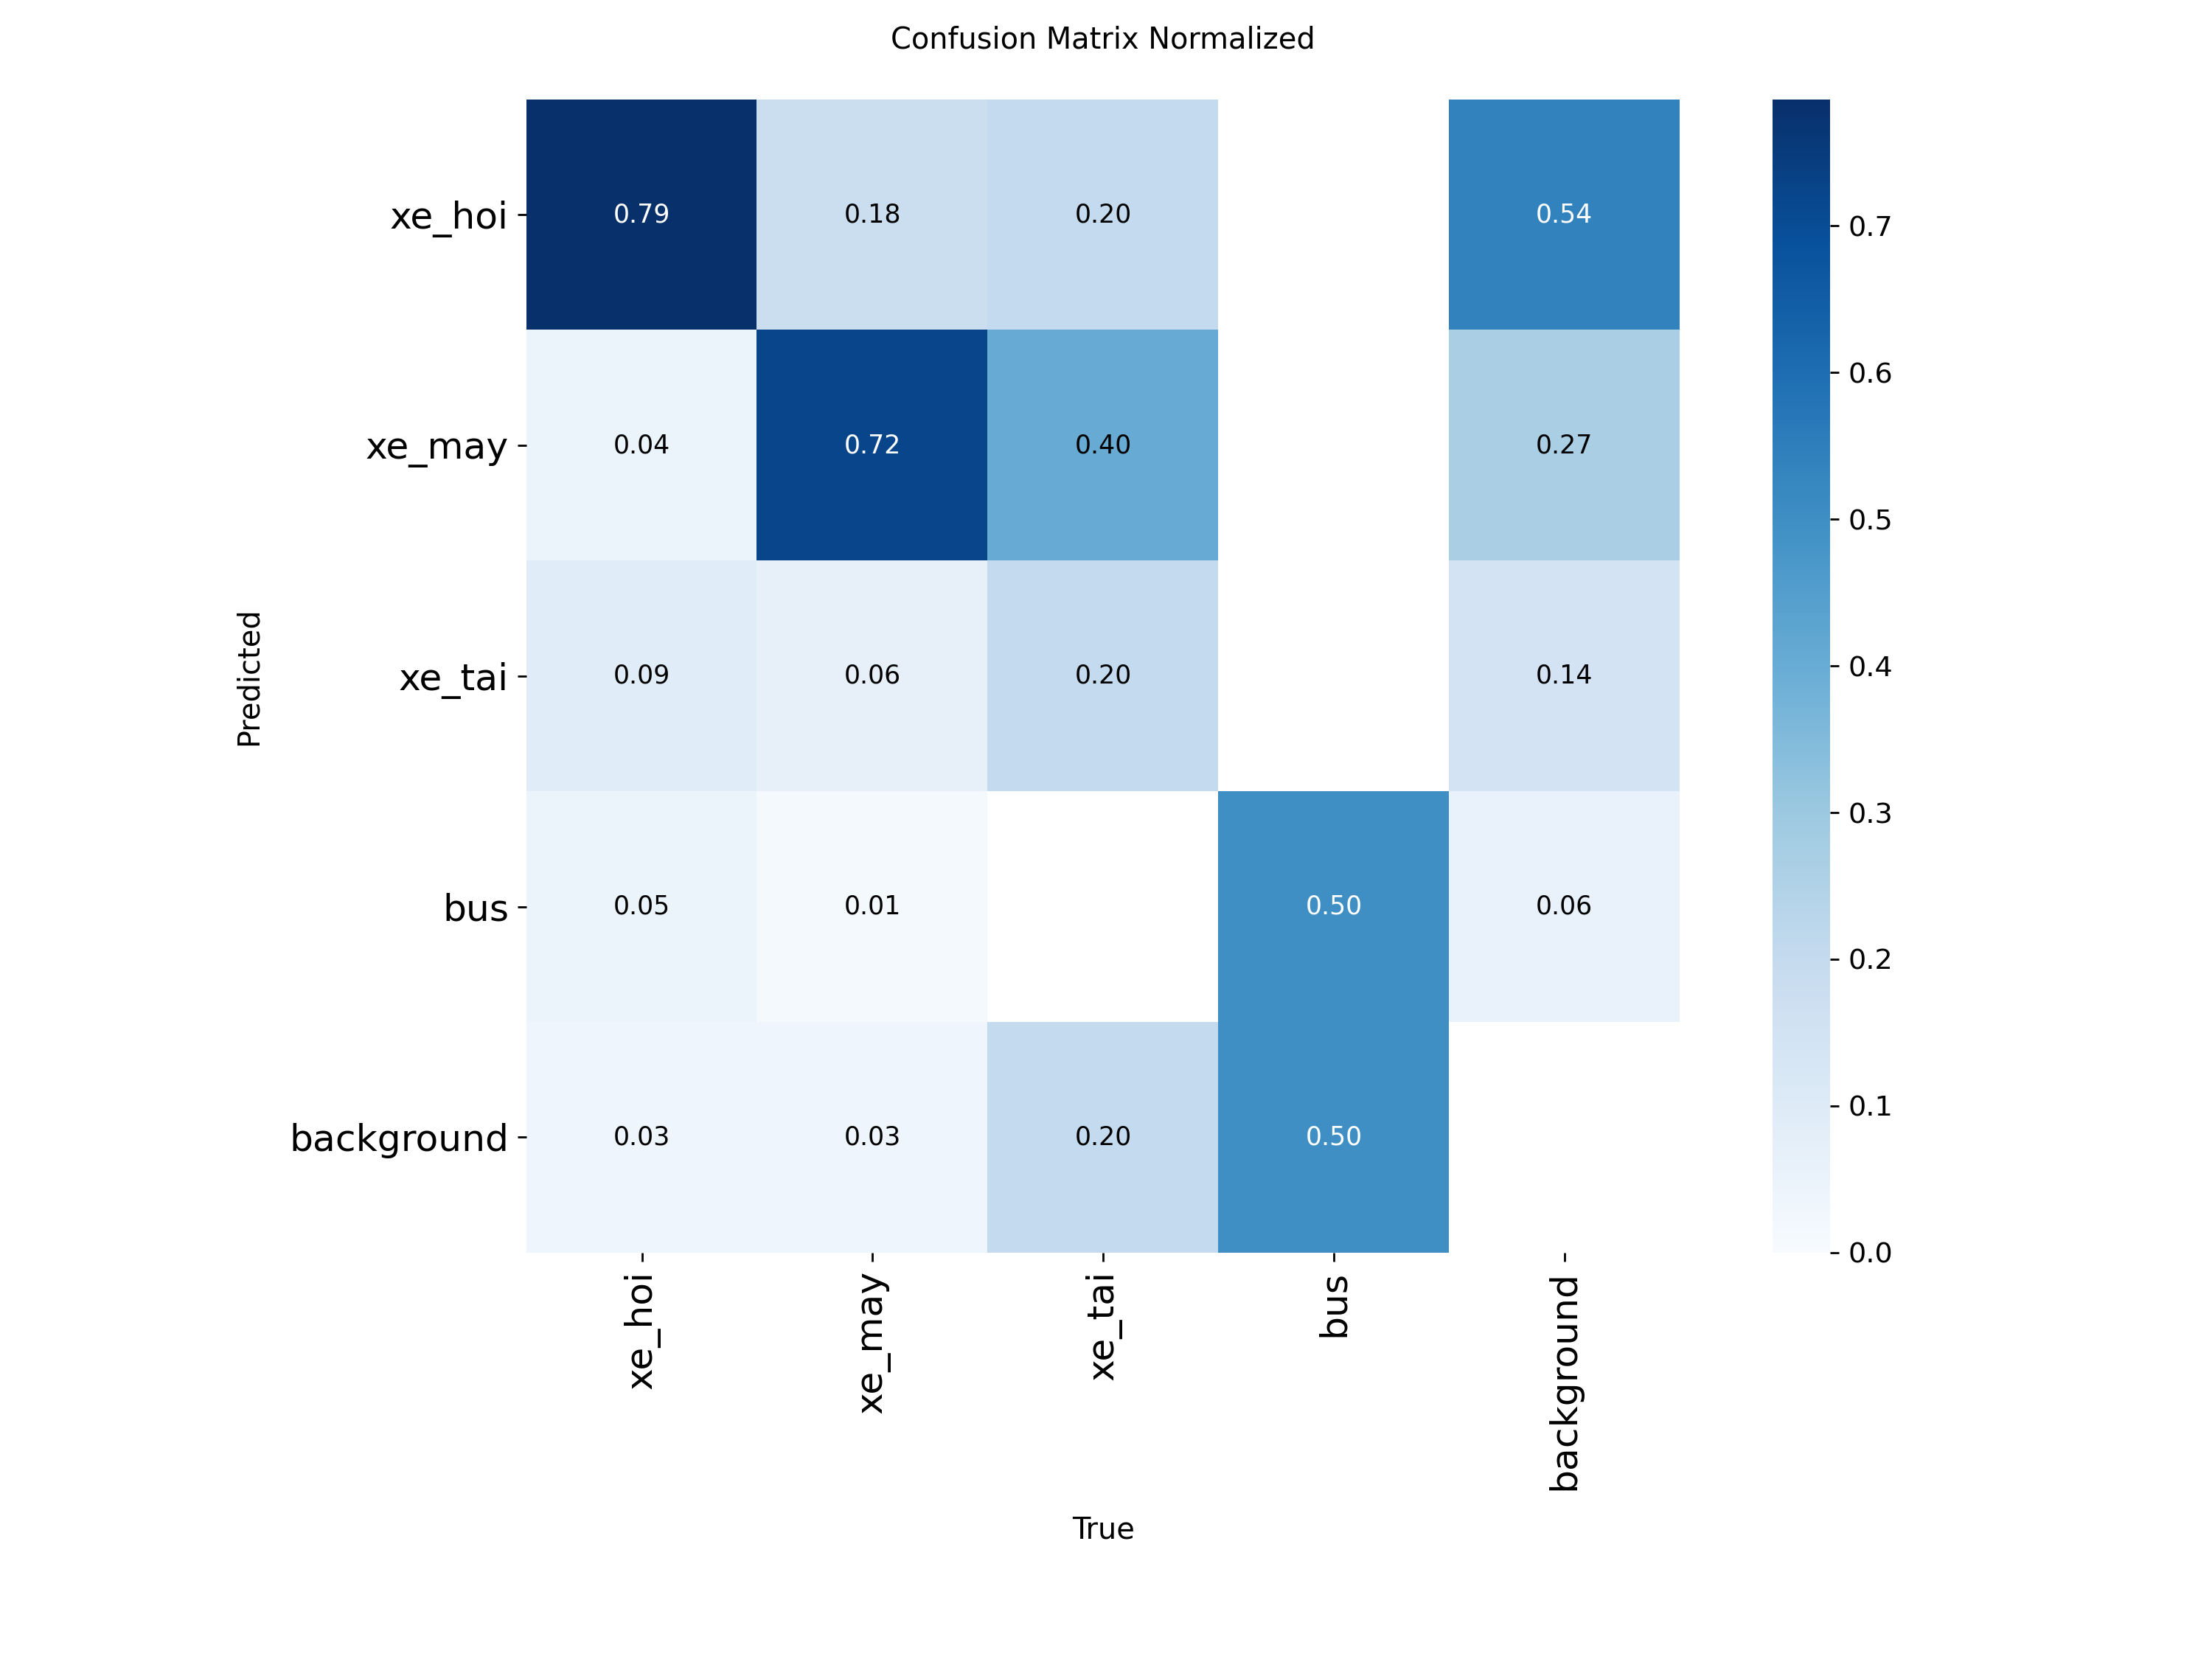 Confusion Matrix Normalized
xe_hoi
0.79
0.18
0.20
0.54
xe_may
0.04
0.72
0.40
0.27
xe_tai
0.09
0.06
0.20
0.14
bus
0.05
0.01
0.50
0.06
background
0.03
0.03
0.20
0.50
Predicted
xe_hoi
xe_may
xe_tai
bus
background
True
0.7
0.6
0.5
0.4
0.3
0.2
0.1
0.0